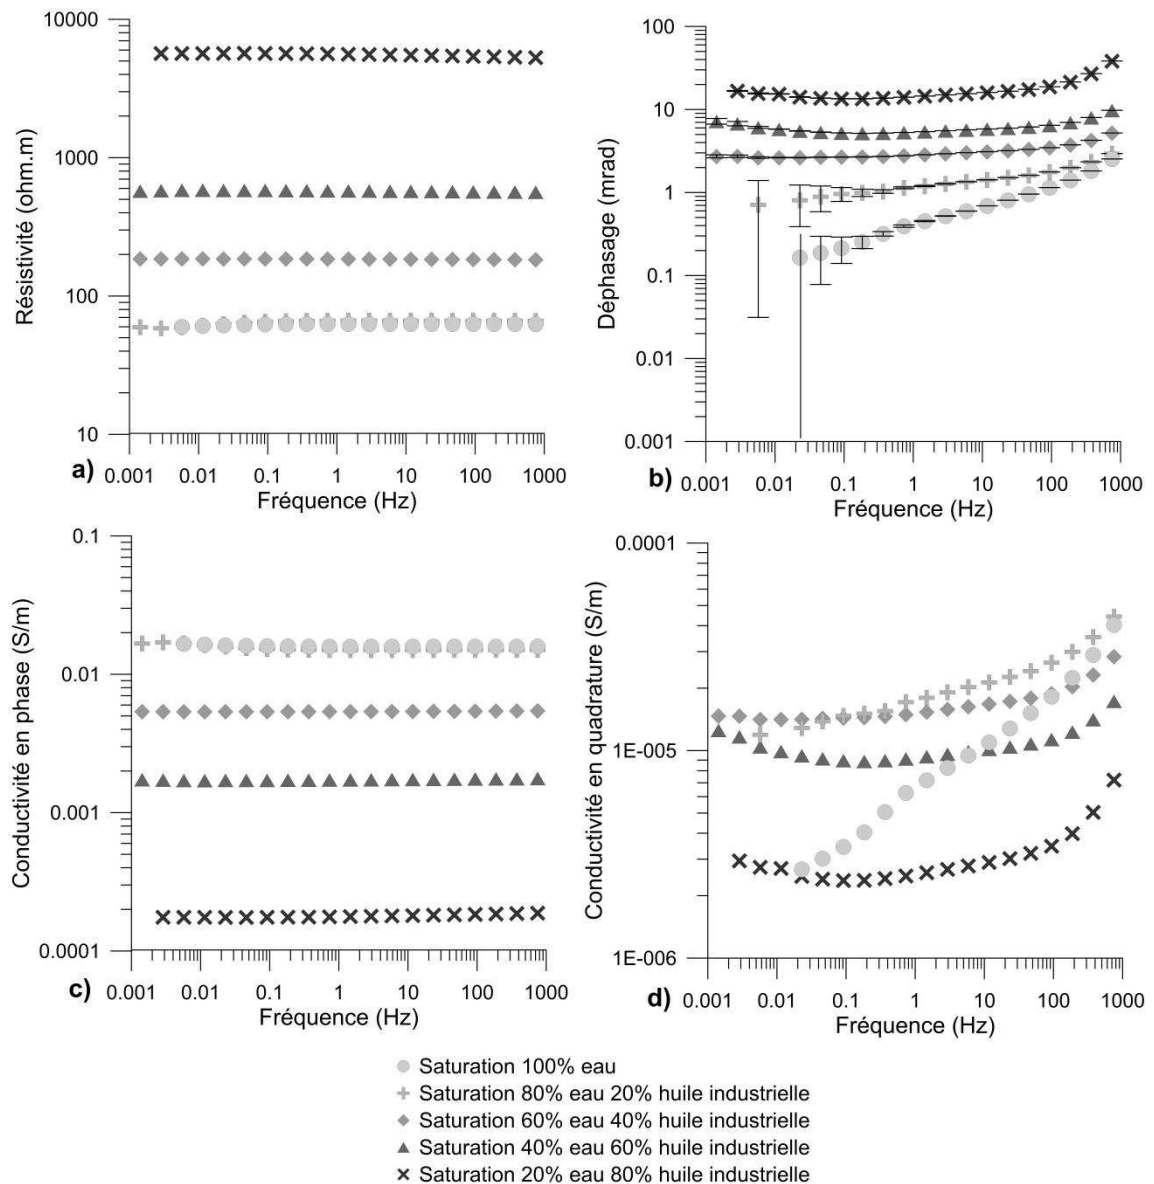 10000
1000
100
10
Résistivité (ohm.m)
a)
0.001 0.01 0.1 1 10 100 1000
Fréquence (Hz)
100
10
1
0.1
0.01
0.001
Déphasage (mrad)
b)
0.001 0.01 0.1 1 10 100 1000
Fréquence (Hz)
0.1
0.01
0.001
0.0001
Conductivité en phase (S/m)
c)
0.001 0.01 0.1 1 10 100 1000
Fréquence (Hz)
0.0001
1E-005
1E-006
Conductivité en quadrature (S/m)
d)
0.001 0.01 0.1 1 10 100 1000
Fréquence (Hz)
Saturation 100% eau
Saturation 80% eau 20% huile industrielle
Saturation 60% eau 40% huile industrielle
Saturation 40% eau 60% huile industrielle
Saturation 20% eau 80% huile industrielle